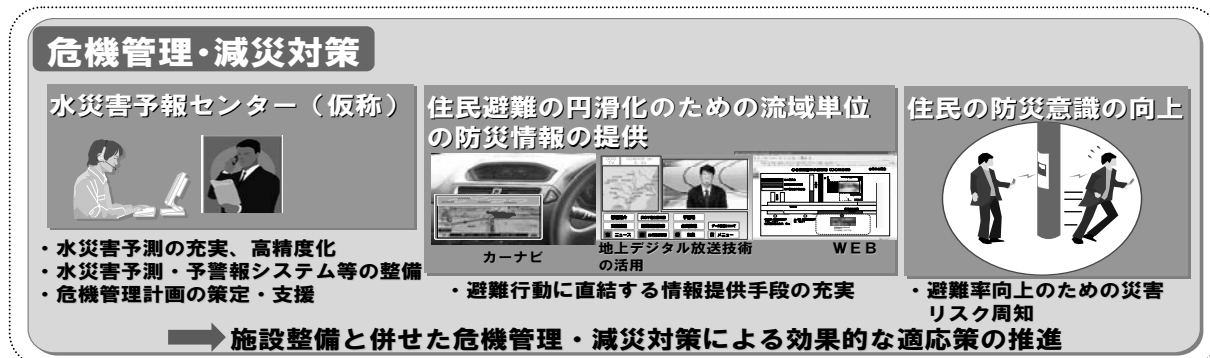 危機管理・減災対策
水災害予報センター（仮称）
住民避難の円滑化のための流域単位
の防災情報の提供
住民の防災意識の向上
カーナビ
地上デジタル放送技術
の活用
ＷＥＢ
・水災害予測の充実、高精度化
・水災害予測・予警報システム等の整備
・危機管理計画の策定・支援
・避難行動に直結する情報提供手段の充実
・避難率向上のための災害
リスク周知
施設整備と併せた危機管理・減災対策による効果的な適応策の推進